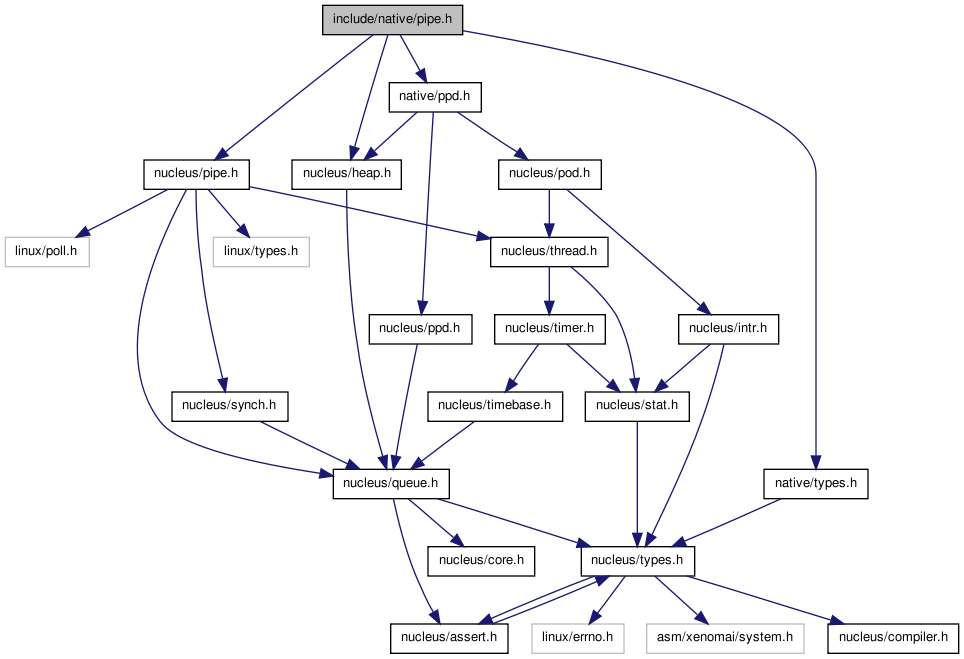 include/native/pipe.h
native/ppd.h
nucleus/pipe.h
nucleus/heap.h
nucleus/pod.h
linux/poll.h
linux/types.h
nucleus/thread.h
nucleus/ppd.h
nucleus/timer.h
nucleus/intr.h
nucleus/synch.h
nucleus/timebase.h
nucleus/stat.h
nucleus/queue.h
native/types.h
nucleus/core.h
nucleus/types.h
nucleus/assert.h
linux/errno.h
asm/xenomai/system.h
nucleus/compiler.h